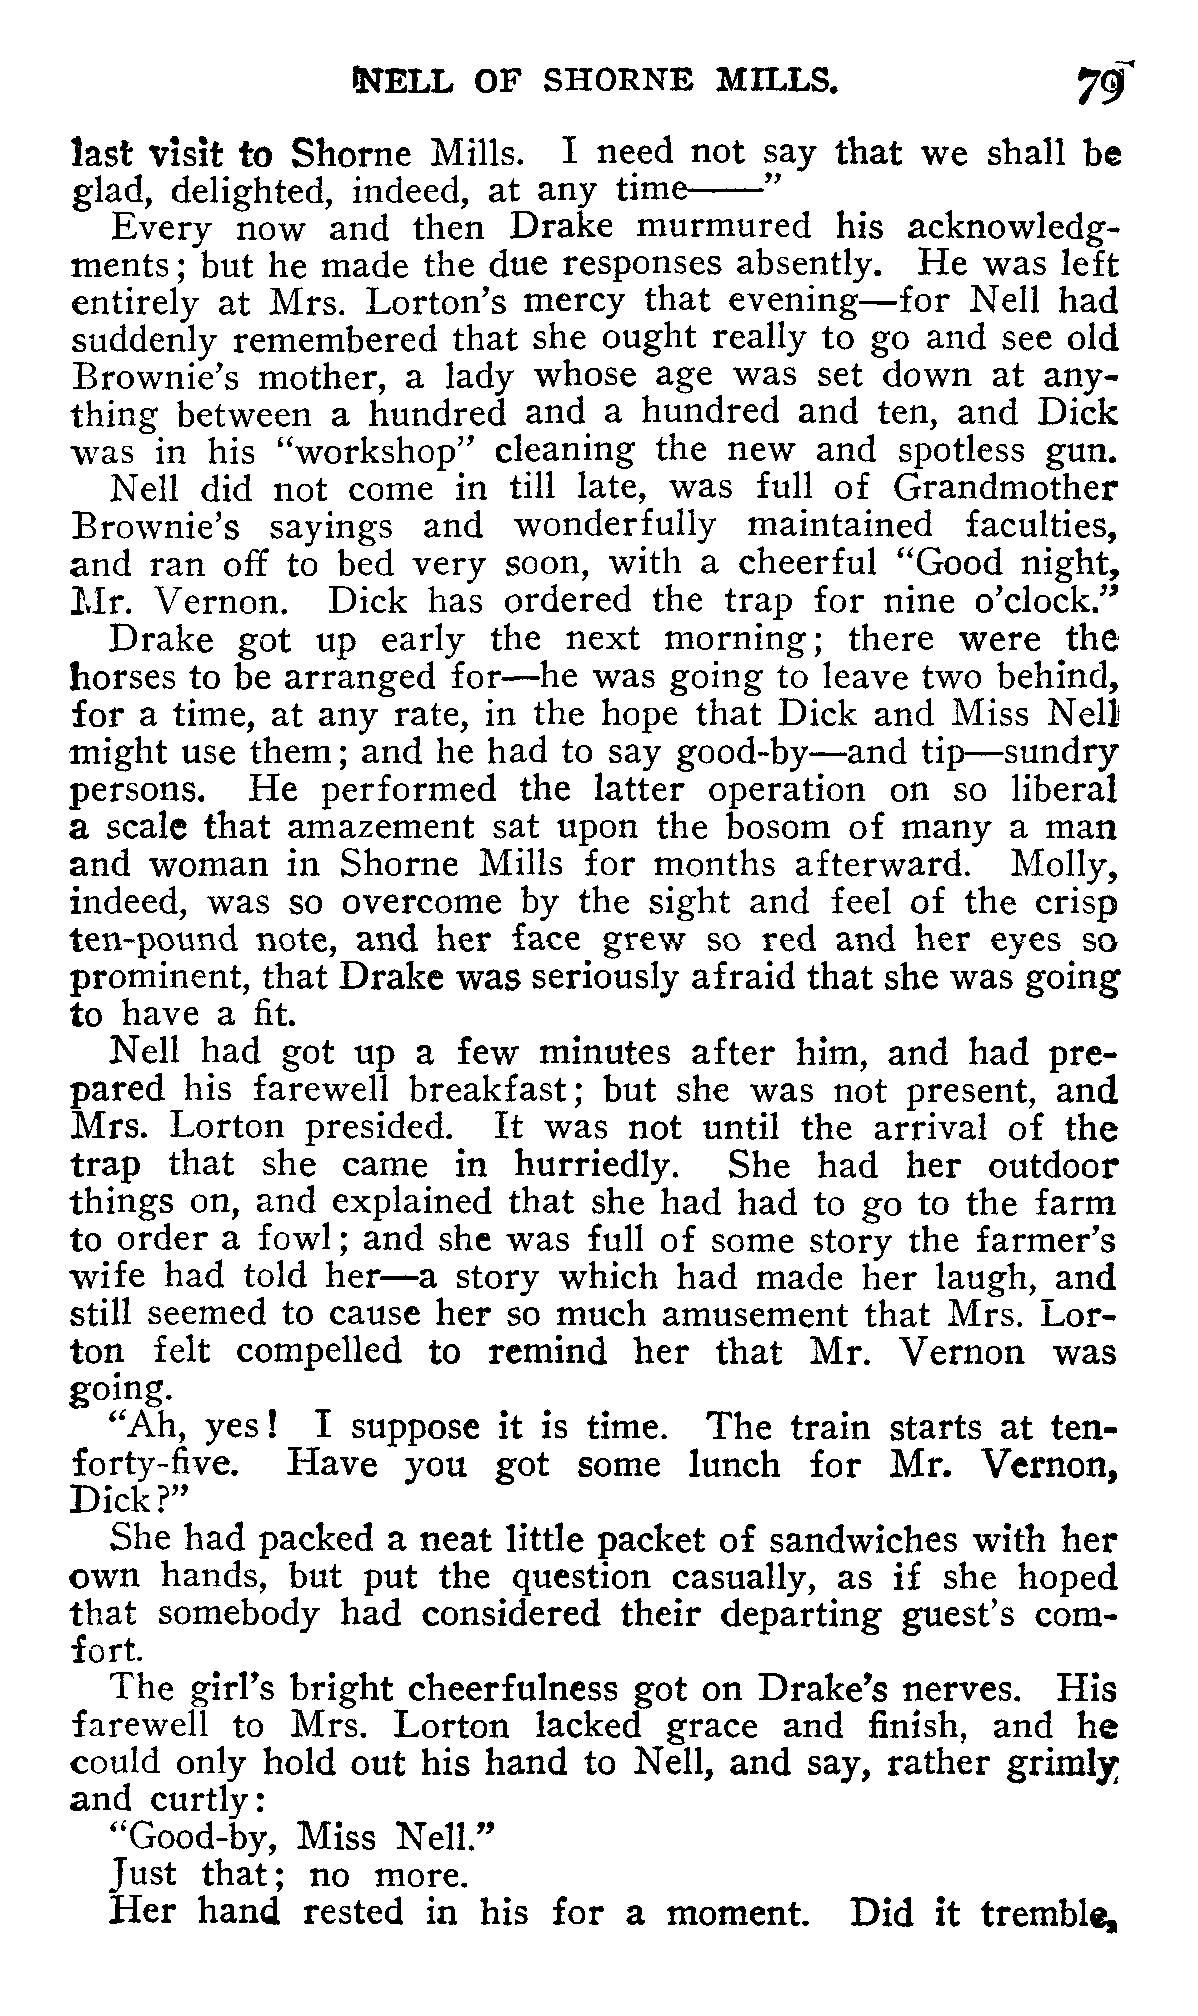 NELL OF SHORNE MILLS. 79
last visit to Shorne Mills. I need not say that we shall be
glad, delighted, indeed, at any time——"
Every now and then Drake murmured his acknowledg-
ments; but he made the due responses absently. He was left
entirely at Mrs. Lorton's mercy that evening—for Nell had
suddenly remembered that she ought really to go and see old
Brownie's mother, a lady whose age was set down at any-
thing between a hundred and a hundred and ten, and Dick
was in his "workshop" cleaning the new and spotless gun.
Nell did not come in till late, was full of Grandmother
Brownie's sayings and wonderfully maintained faculties,
and ran off to bed very soon, with a cheerful "Good night,
Mr. Vernon. Dick has ordered the trap for nine o'clock."
Drake got up early the next morning; there were the
horses to be arranged for—he was going to leave two behind,
for a time, at any rate, in the hope that Dick and Miss Nell
might use them; and he had to say good-by—and tip—sundry
persons. He performed the latter operation on so liberal
a scale that amazement sat upon the bosom of many a man
and woman in Shorne Mills for months afterward. Molly,
indeed, was so overcome by the sight and feel of the crisp
ten-pound note, and her face grew so red and her eyes so
prominent, that Drake was seriously afraid that she was going
to have a fit.
Nell had got up a few minutes after him, and had pre-
pared his farewell breakfast; but she was not present, and
Mrs. Lorton presided. It was not until the arrival of the
trap that she came in hurriedly. She had her outdoor
things on, and explained that she had had to go to the farm
to order a fowl; and she was full of some story the farmer's
wife had told her—a story which had made her laugh, and
still seemed to cause her so much amusement that Mrs. Lor-
ton felt compelled to remind her that Mr. Vernon was
going.
"Ah, yes! I suppose it is time. The train starts at ten-
forty-five. Have you got some lunch for Mr. Vernon,
Dick?"
She had packed a neat little packet of sandwiches with her
own hands, but put the question casually, as if she hoped
that somebody had considered their departing guest's com-
fort.
The girl's bright cheerfulness got on Drake's nerves. His
farewell to Mrs. Lorton lacked grace and finish, and he
could only hold out his hand to Nell, and say, rather grimly
and curtly:
"Good-by, Miss Nell."
Just that; no more.
Her hand rested in his for a moment. Did it tremble,